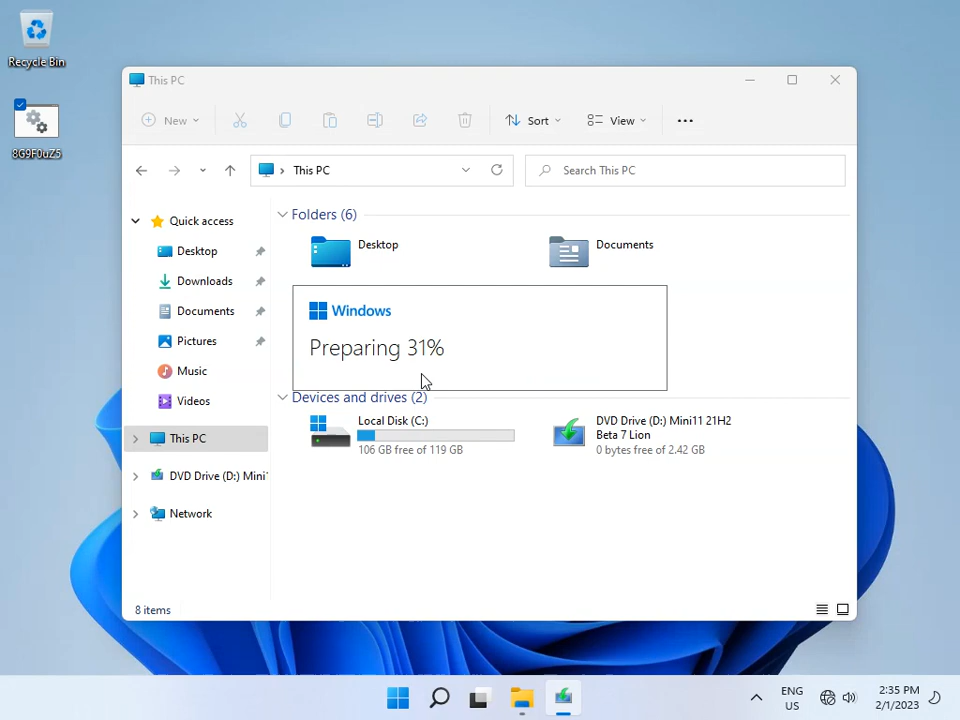 Recycle Bin
8G9F0uZ5
This PC
New
Sort
View
This PC
Search This PC
Quick access
Desktop
Downloads
Documents
Pictures
Music
Videos
This PC
DVD Drive (D:) Mini1
Network
Folders (6)
Desktop
Documents
Windows
Preparing 31%
Devices and drives (2)
Local Disk (C:)
106 GB free of 119 GB
DVD Drive (D:) Mini11 21H2
Beta 7 Lion
0 bytes free of 2.42 GB
8 items
ENG
US
2:35 PM
2/1/2023